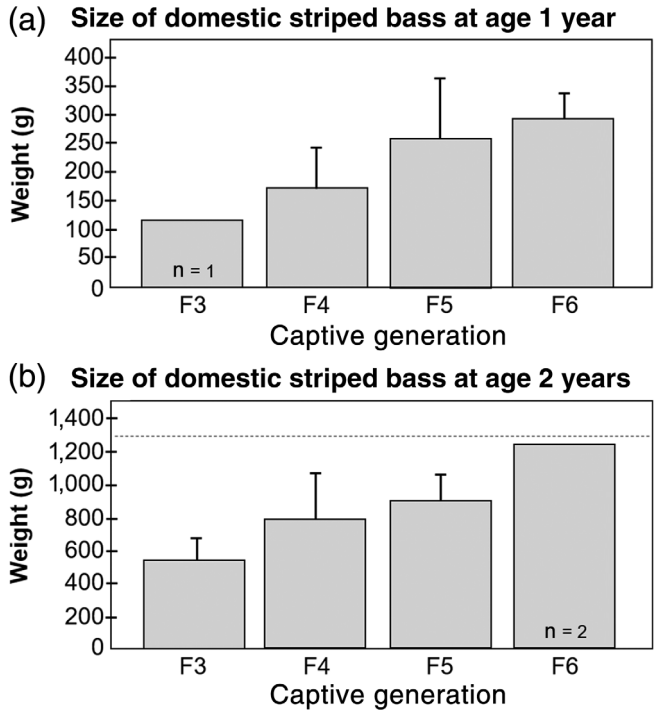 (a) Size of domestic striped bass at age 1 year
Weight (g)
400
350
300
250
200
150
100
50
0
n = 1
F3 F4 F5 F6
Captive generation
(b) Size of domestic striped bass at age 2 years
Weight (g)
1,400
1,200
1,000
800
600
400
200
0
n = 2
F3 F4 F5 F6
Captive generation